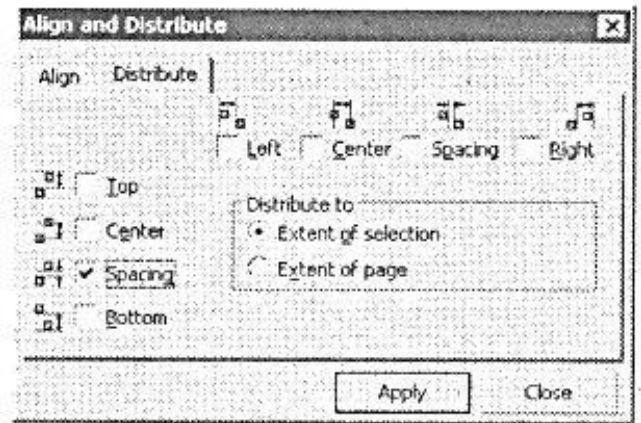 Align and Distribute
Align Distribute
Left Center Spacing Right
Top
Center
Spacing
Bottom
Distribute to
Extent of selection
Extent of page
Apply Close